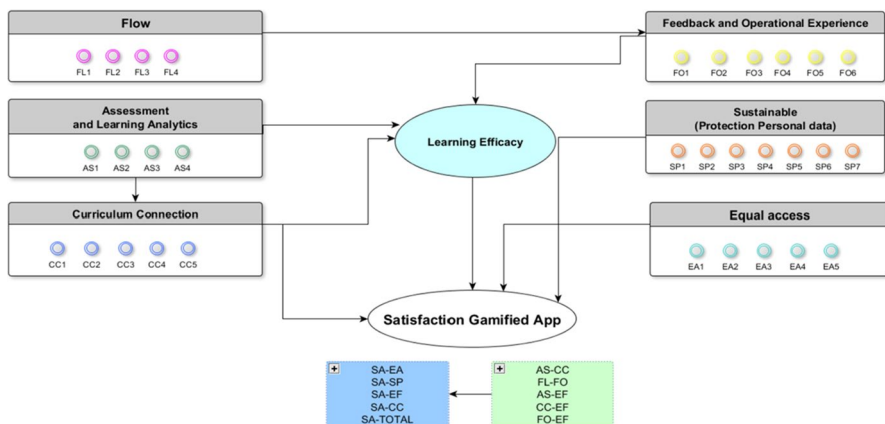 Flow
FL1 FL2 FL3 FL4
Feedback and Operational Experience
FO1 FO2 FO3 FO4 FO5 FO6
Assessment
and Learning Analytics
AS1 AS2 AS3 AS4
Learning Efficacy
Sustainable
(Protection Personal data)
SP1 SP2 SP3 SP4 SP5 SP6 SP7
Curriculum Connection
CC1 CC2 CC3 CC4 CC5
Equal access
EA1 EA2 EA3 EA4 EA5
Satisfaction Gamified App
SA-EA
SA-SP
SA-EF
SA-CC
SA-TOTAL
AS-CC
FL-FO
AS-EF
CC-EF
FO-EF